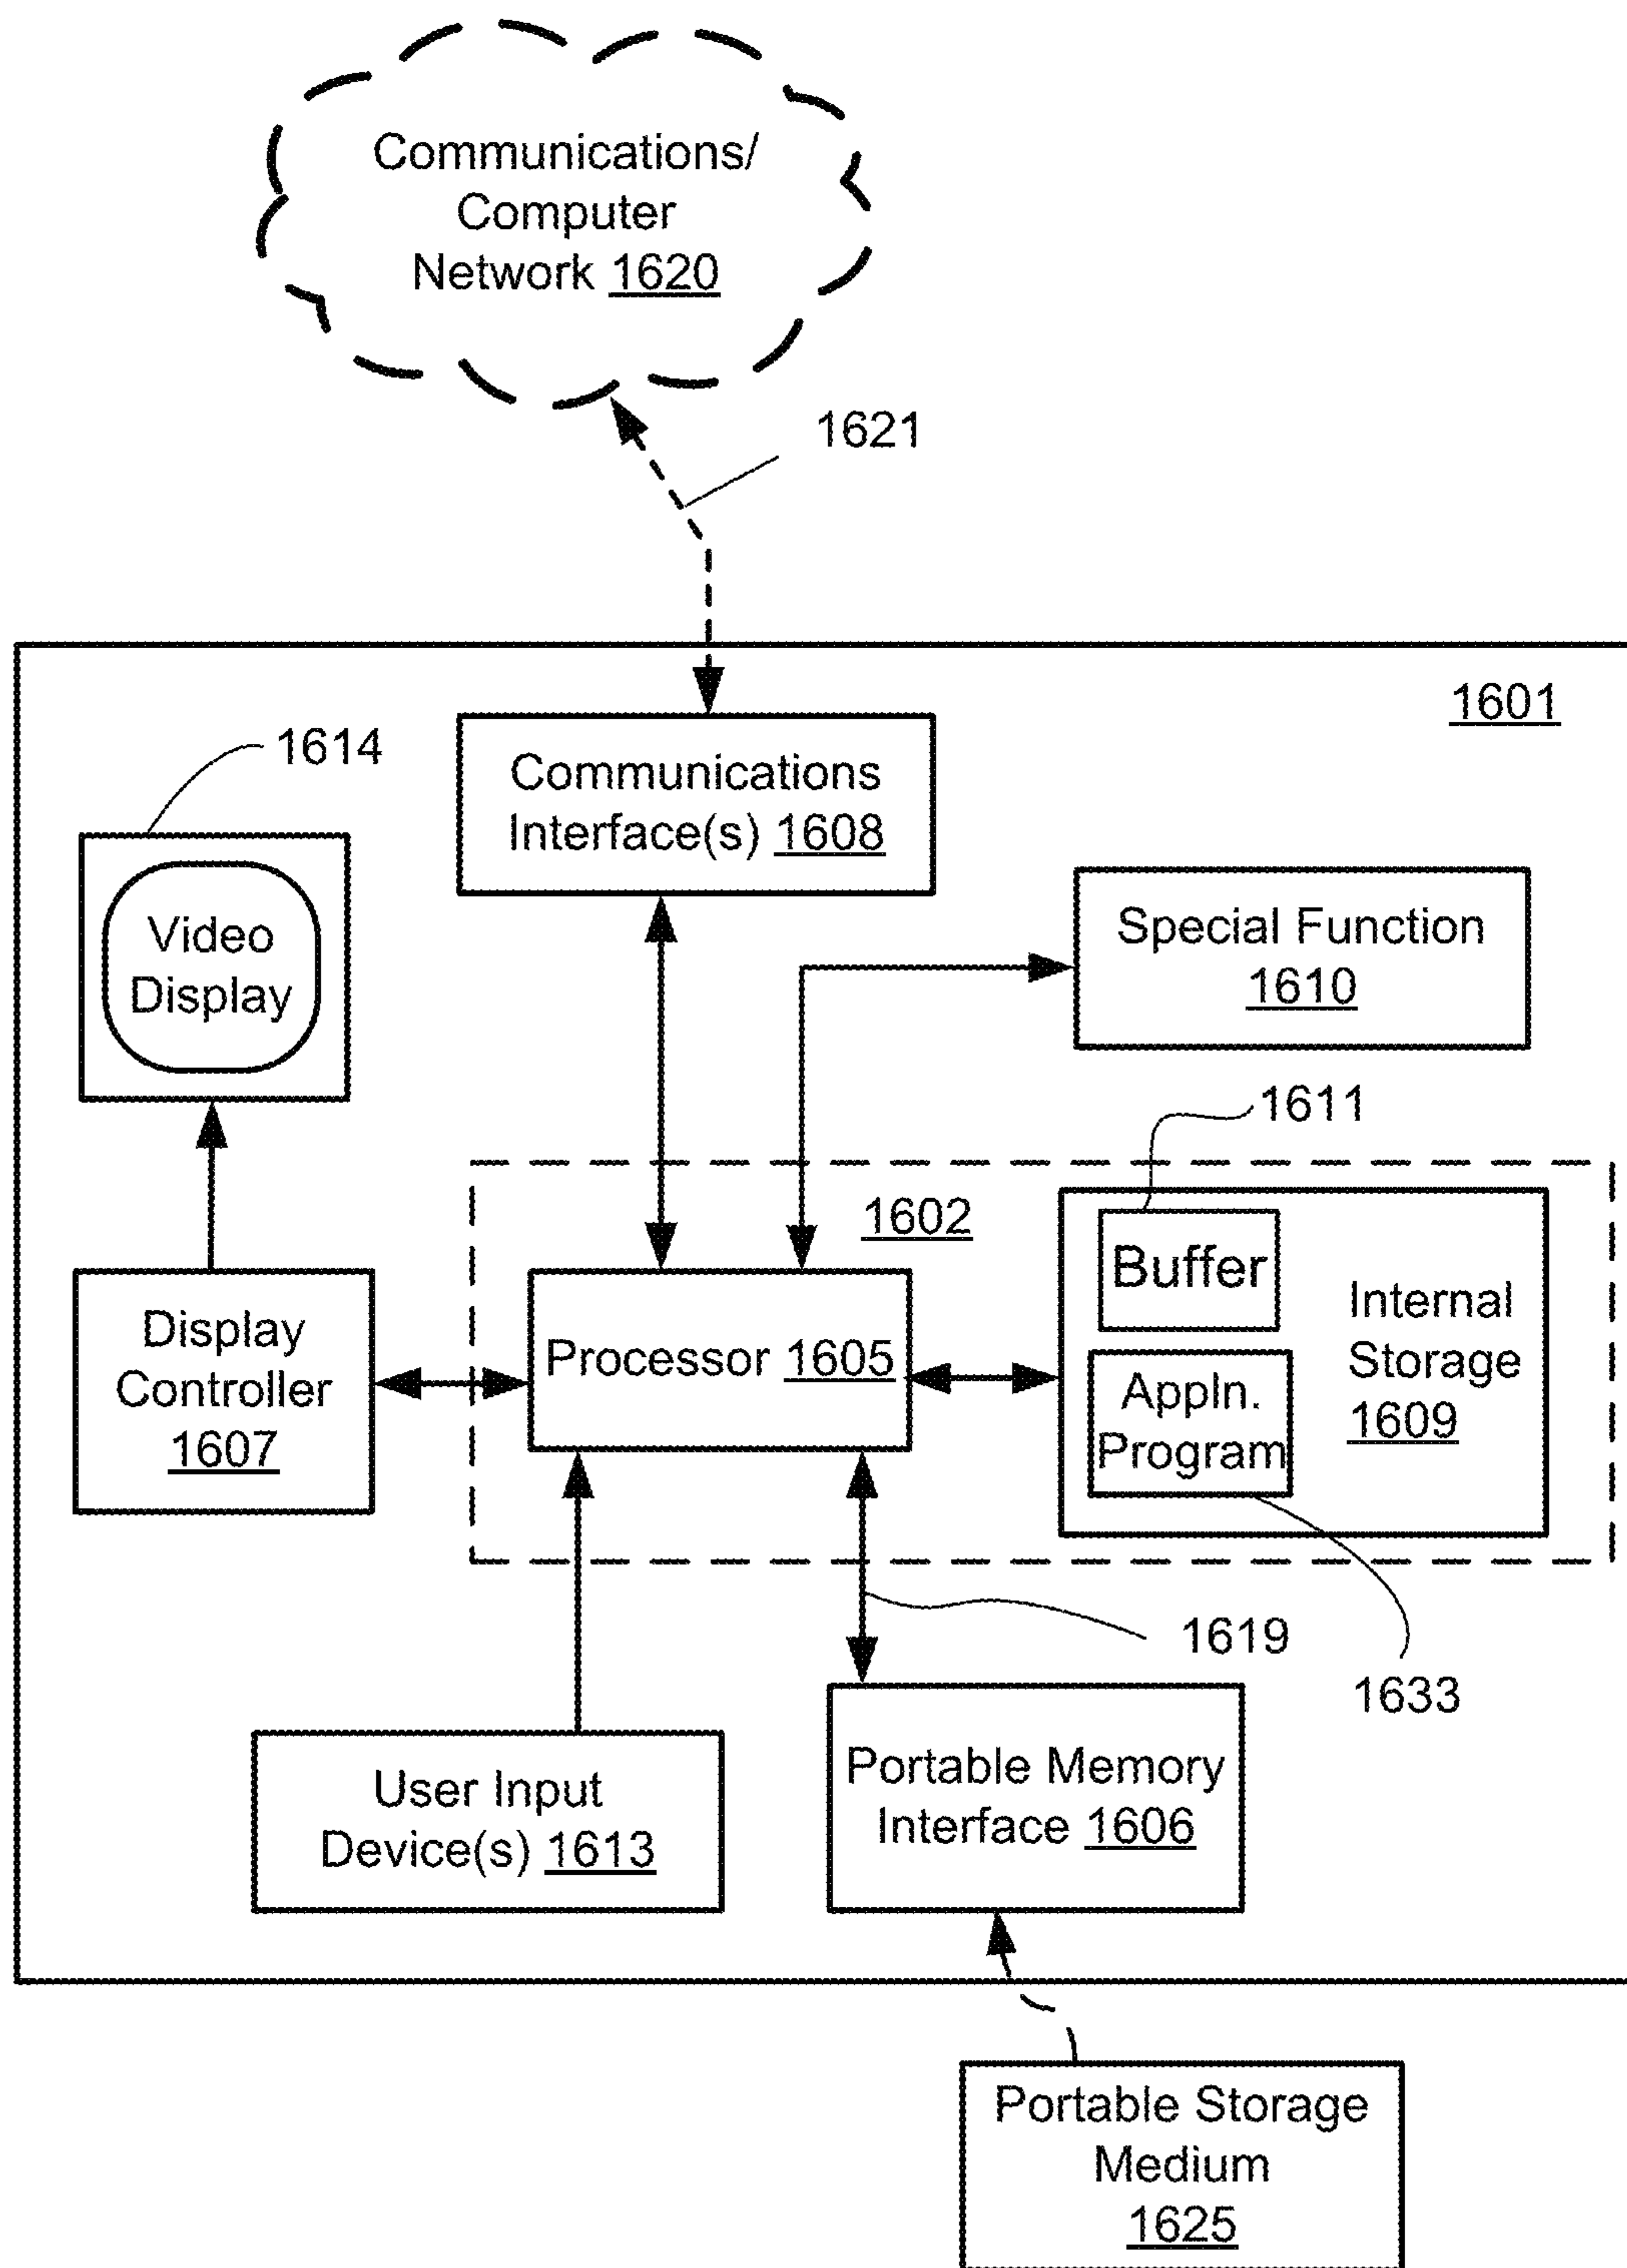 Communications/
Computer
Network 1620
1621
1601
1614
Communications
Interface(s) 1608
Video
Display
Special Function
1610
1611
1602
Buffer
Internal
Storage
1609
Display
Controller
1607
Processor 1605
Appln.
Program
1619
1633
User Input
Device(s) 1613
Portable Memory
Interface 1606
Portable Storage
Medium
1625